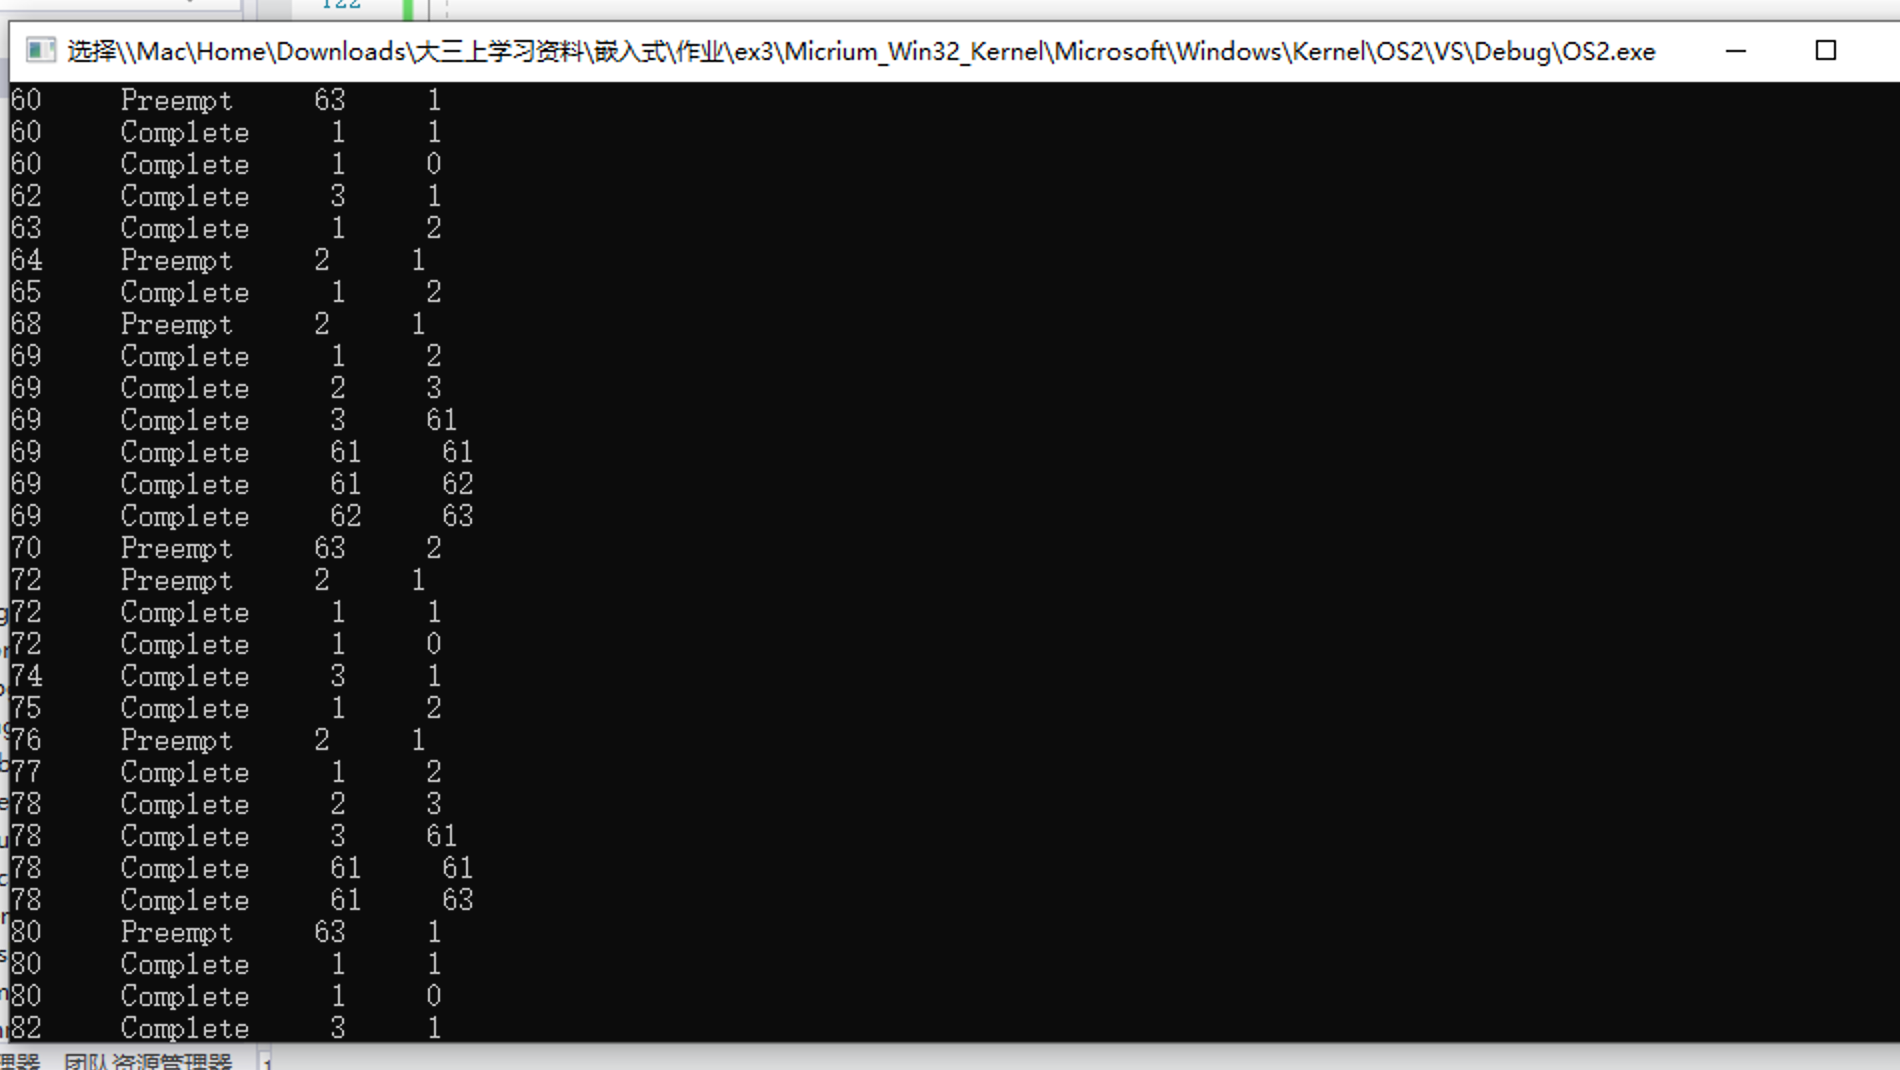 122
选择\\Mac\Home\Downloads\大三上学习资料\嵌入式\作业\ex3\Micrium_Win32_Kernel\Microsoft\Windows\Kernel\OS2\VS\Debug\OS2.exe
60 Preempt 63 1
60 Complete 1 1
60 Complete 1 0
62 Complete 3 1
63 Complete 1 2
64 Preempt 2 1
65 Complete 1 2
68 Preempt 2 1
69 Complete 1 2
69 Complete 2 3
69 Complete 3 61
69 Complete 61 61
69 Complete 61 62
69 Complete 62 63
70 Preempt 63 2
72 Preempt 2 1
72 Complete 1 1
72 Complete 1 0
74 Complete 3 1
75 Complete 1 2
76 Preempt 2 1
77 Complete 1 2
78 Complete 2 3
78 Complete 3 61
78 Complete 61 61
78 Complete 61 63
80 Preempt 63 1
80 Complete 1 1
80 Complete 1 0
82 Complete 3 1
理器 团队资源管理器